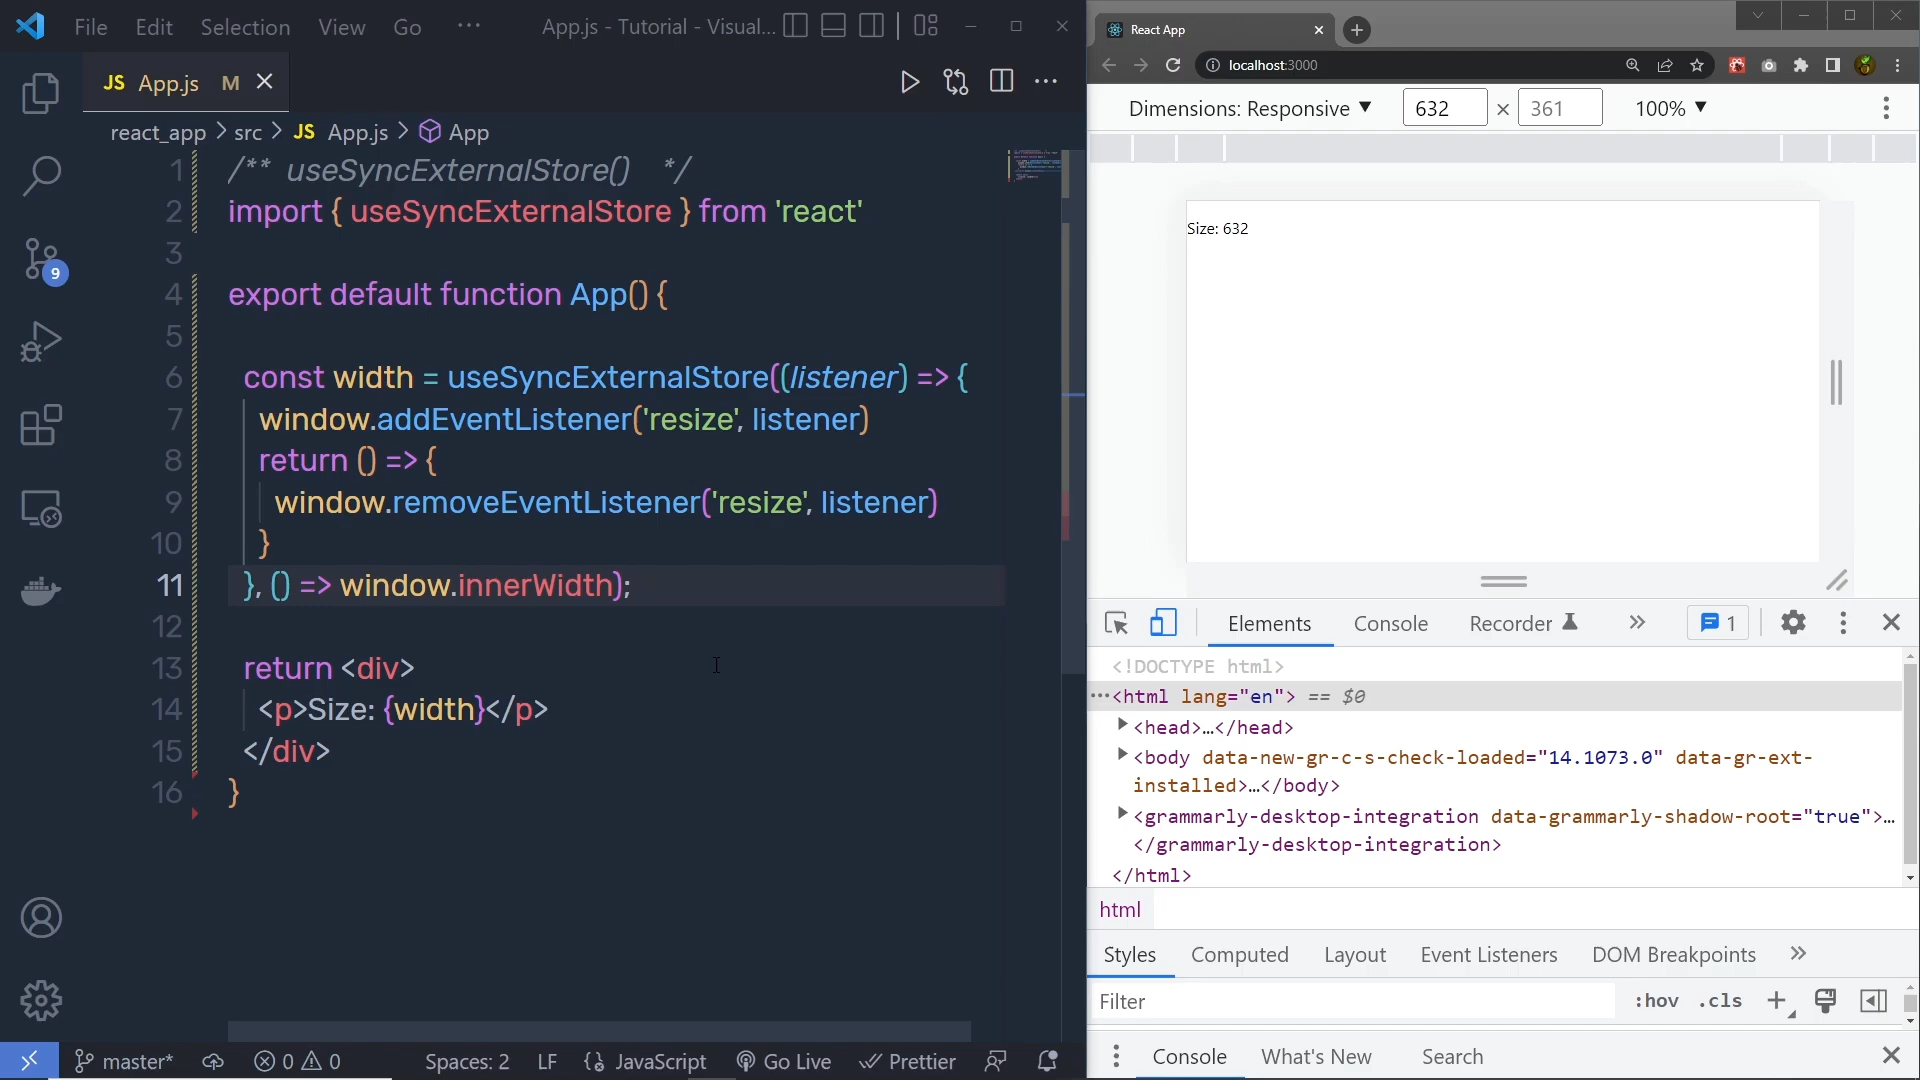 File Edit Selection View Go ··· App.js - Tutorial - Visual...
JS App.js M
react_app > src > JS App.js > App
1 /** useSyncExternalStore() */
2 import { useSyncExternalStore } from 'react'
3
4 export default function App() {
5
6 const width = useSyncExternalStore((listener) => {
7 window.addEventListener('resize', listener)
8 return () => {
9 window.removeEventListener('resize', listener)
10 }
11 }, () => window.innerWidth);
12
13 return <div>
14 <p>Size: {width}</p>
15 </div>
16 }
9
master* 0 0 Spaces: 2 LF {} JavaScript Go Live Prettier
React App
localhost:3000
Dimensions: Responsive 632 × 361 100%
Size: 632
Elements Console Recorder » 1
<!DOCTYPE html>
···<html lang="en"> == $0
<head>…</head>
<body data-new-gr-c-s-check-loaded="14.1073.0" data-gr-ext-
installed>…</body>
<grammarly-desktop-integration data-grammarly-shadow-root="true">…
</grammarly-desktop-integration>
</html>
html
Styles Computed Layout Event Listeners DOM Breakpoints »
Filter :hov .cls +
Console What's New Search